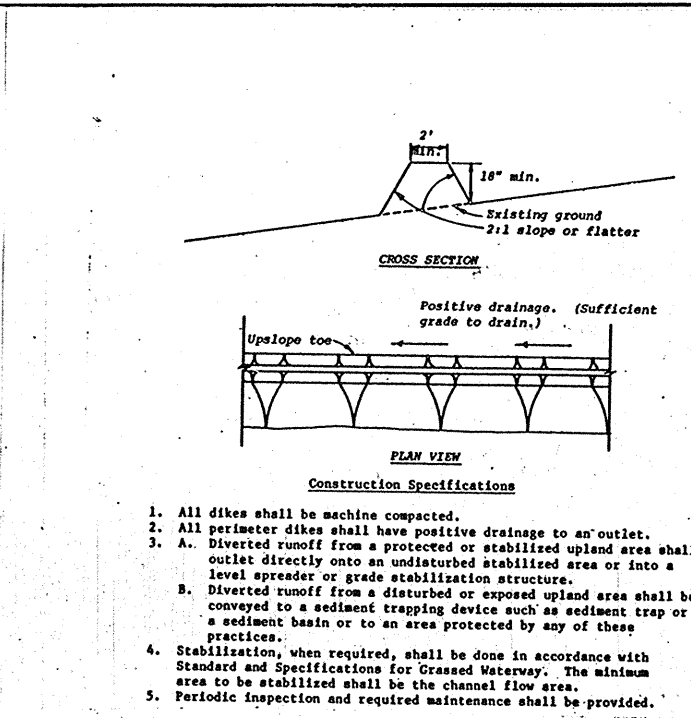 2'
min.
18" min.
Existing ground
2:1 slope or flatter
CROSS SECTION
Positive drainage. (Sufficient
grade to drain.)
Upslope toe
PLAN VIEW
Construction Specifications
1. All dikes shall be machine compacted.
2. All perimeter dikes shall have positive drainage to an outlet.
3. A. Diverted runoff from a protected or stabilized upland area shall
outlet directly onto an undisturbed stabilized area or into a
level spreader or grade stabilization structure.
B. Diverted runoff from a disturbed or exposed upland area shall be
conveyed to a sediment trapping device such as sediment trap or
a sediment basin or to an area protected by any of these
practices.
4. Stabilization, when required, shall be done in accordance with
Standard and Specifications for Grassed Waterway. The minimum
area to be stabilized shall be the channel flow area.
5. Periodic inspection and required maintenance shall be provided.